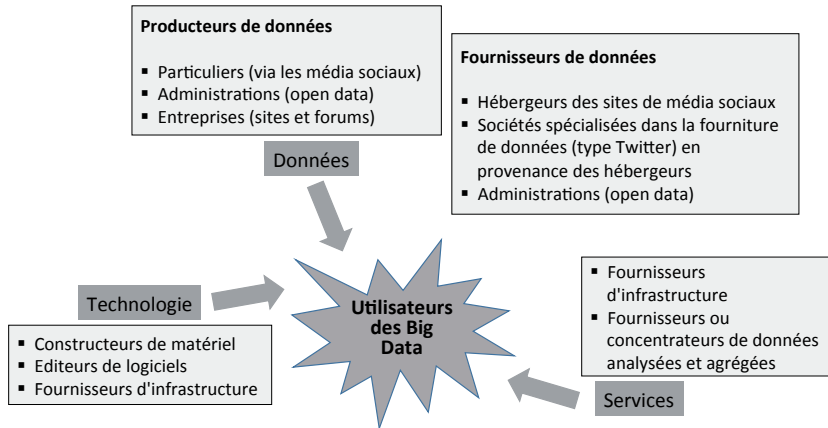 Producteurs de données
▪ Particuliers (via les média sociaux)
▪ Administrations (open data)
▪ Entreprises (sites et forums)
Données
Fournisseurs de données
▪ Hébergeurs des sites de média sociaux
▪ Sociétés spécialisées dans la fourniture
de données (type Twitter) en
provenance des hébergeurs
▪ Administrations (open data)
Technologie
▪ Constructeurs de matériel
▪ Editeurs de logiciels
▪ Fournisseurs d'infrastructure
Utilisateurs
des Big
Data
▪ Fournisseurs
d'infrastructure
▪ Fournisseurs ou
concentrateurs de données
analysées et agrégées
Services